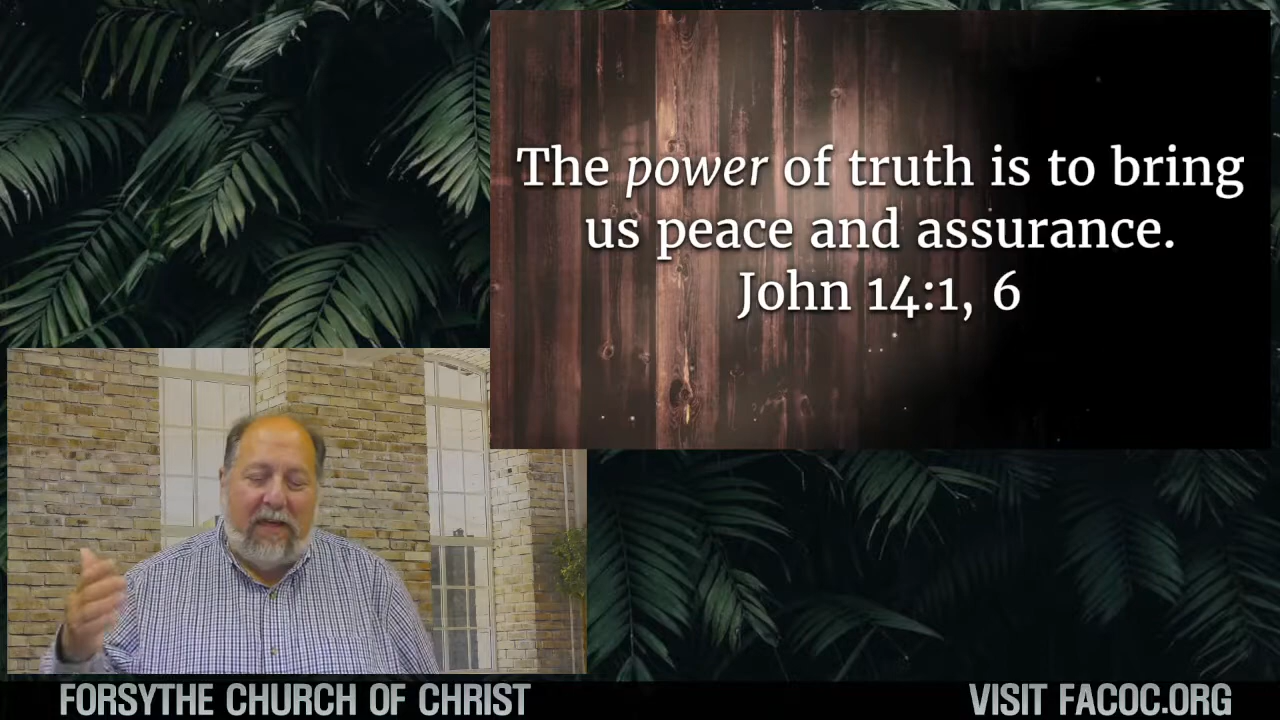 The power of truth is to bring
us peace and assurance.
John 14:1, 6
FORSYTHE CHURCH OF CHRIST
VISIT FACOC.ORG